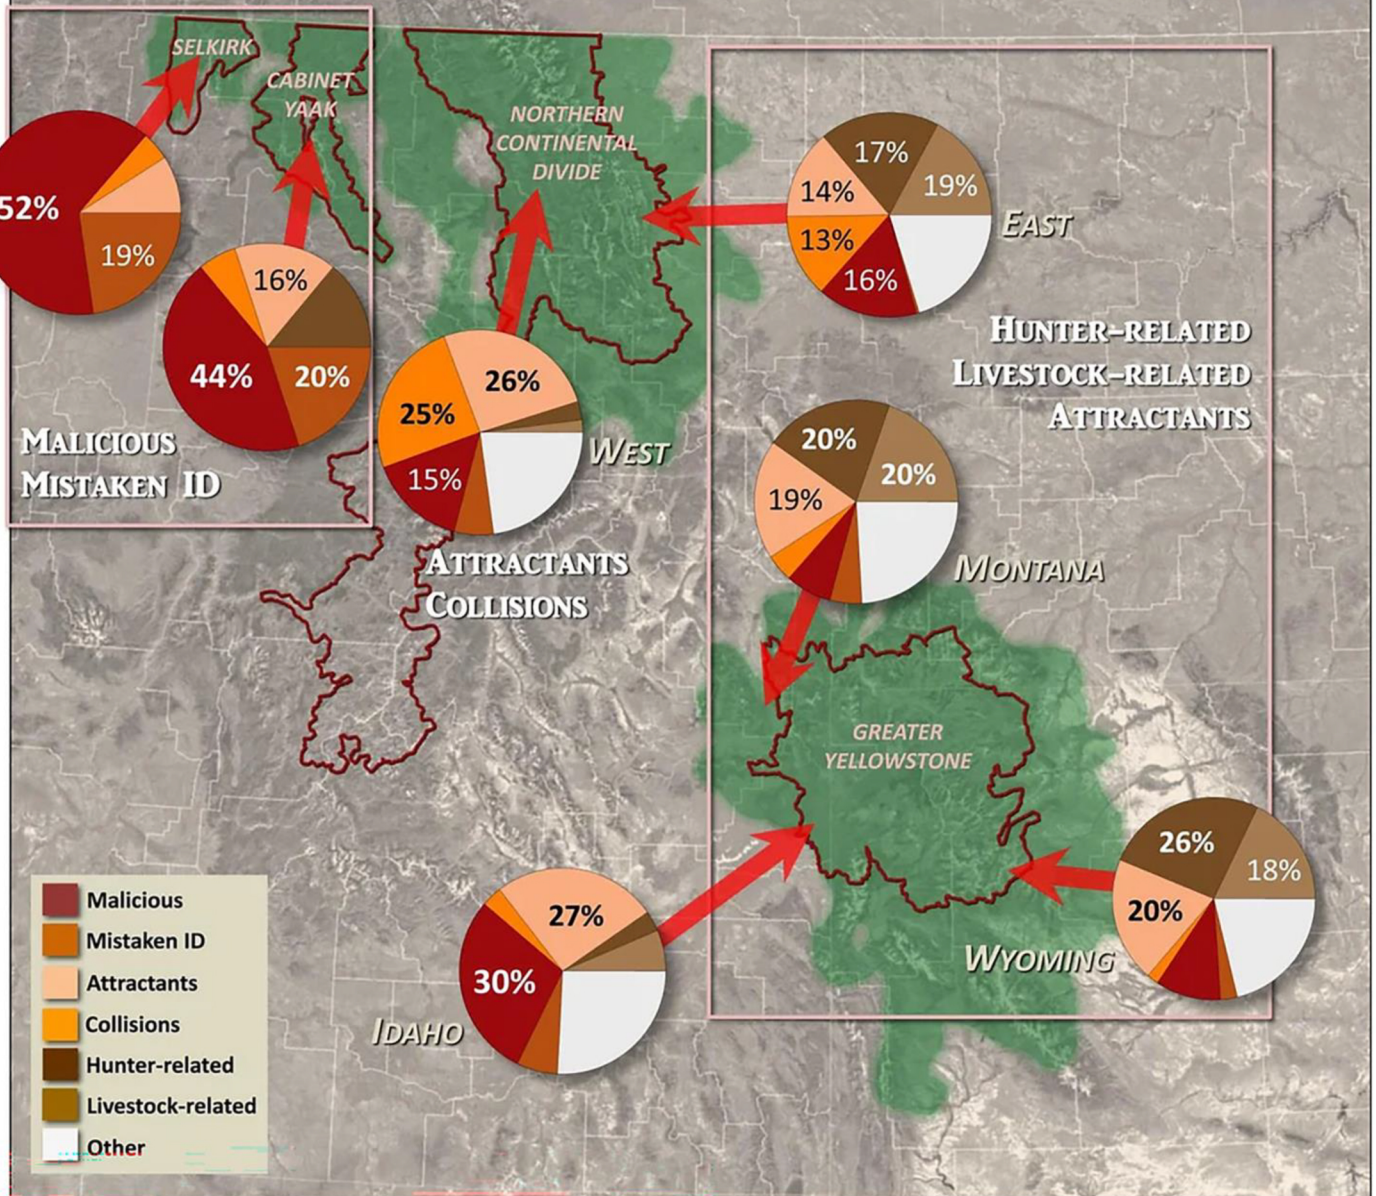 SELKIRK
CABINET
YAAK
NORTHERN
CONTINENTAL
DIVIDE
52%
19%
16%
44%
20%
MALICIOUS
MISTAKEN ID
26%
25%
15%
WEST
ATTRACTANTS
COLLISIONS
17%
19%
14%
13%
16%
EAST
HUNTER-RELATED
LIVESTOCK-RELATED
ATTRACTANTS
20%
20%
19%
MONTANA
GREATER
YELLOWSTONE
26%
18%
20%
WYOMING
27%
30%
IDAHO
Malicious
Mistaken ID
Attractants
Collisions
Hunter-related
Livestock-related
Other